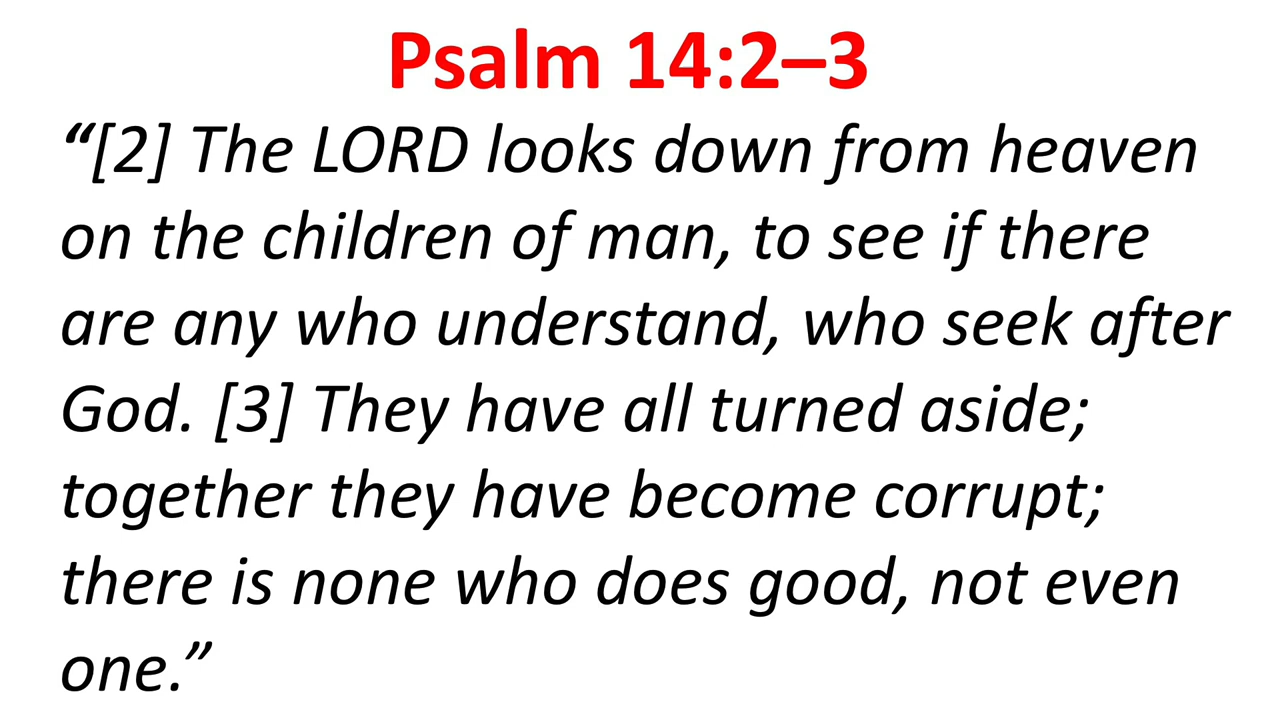 Psalm 14:2–3
“[2] The LORD looks down from heaven
on the children of man, to see if there
are any who understand, who seek after
God. [3] They have all turned aside;
together they have become corrupt;
there is none who does good, not even
one.”